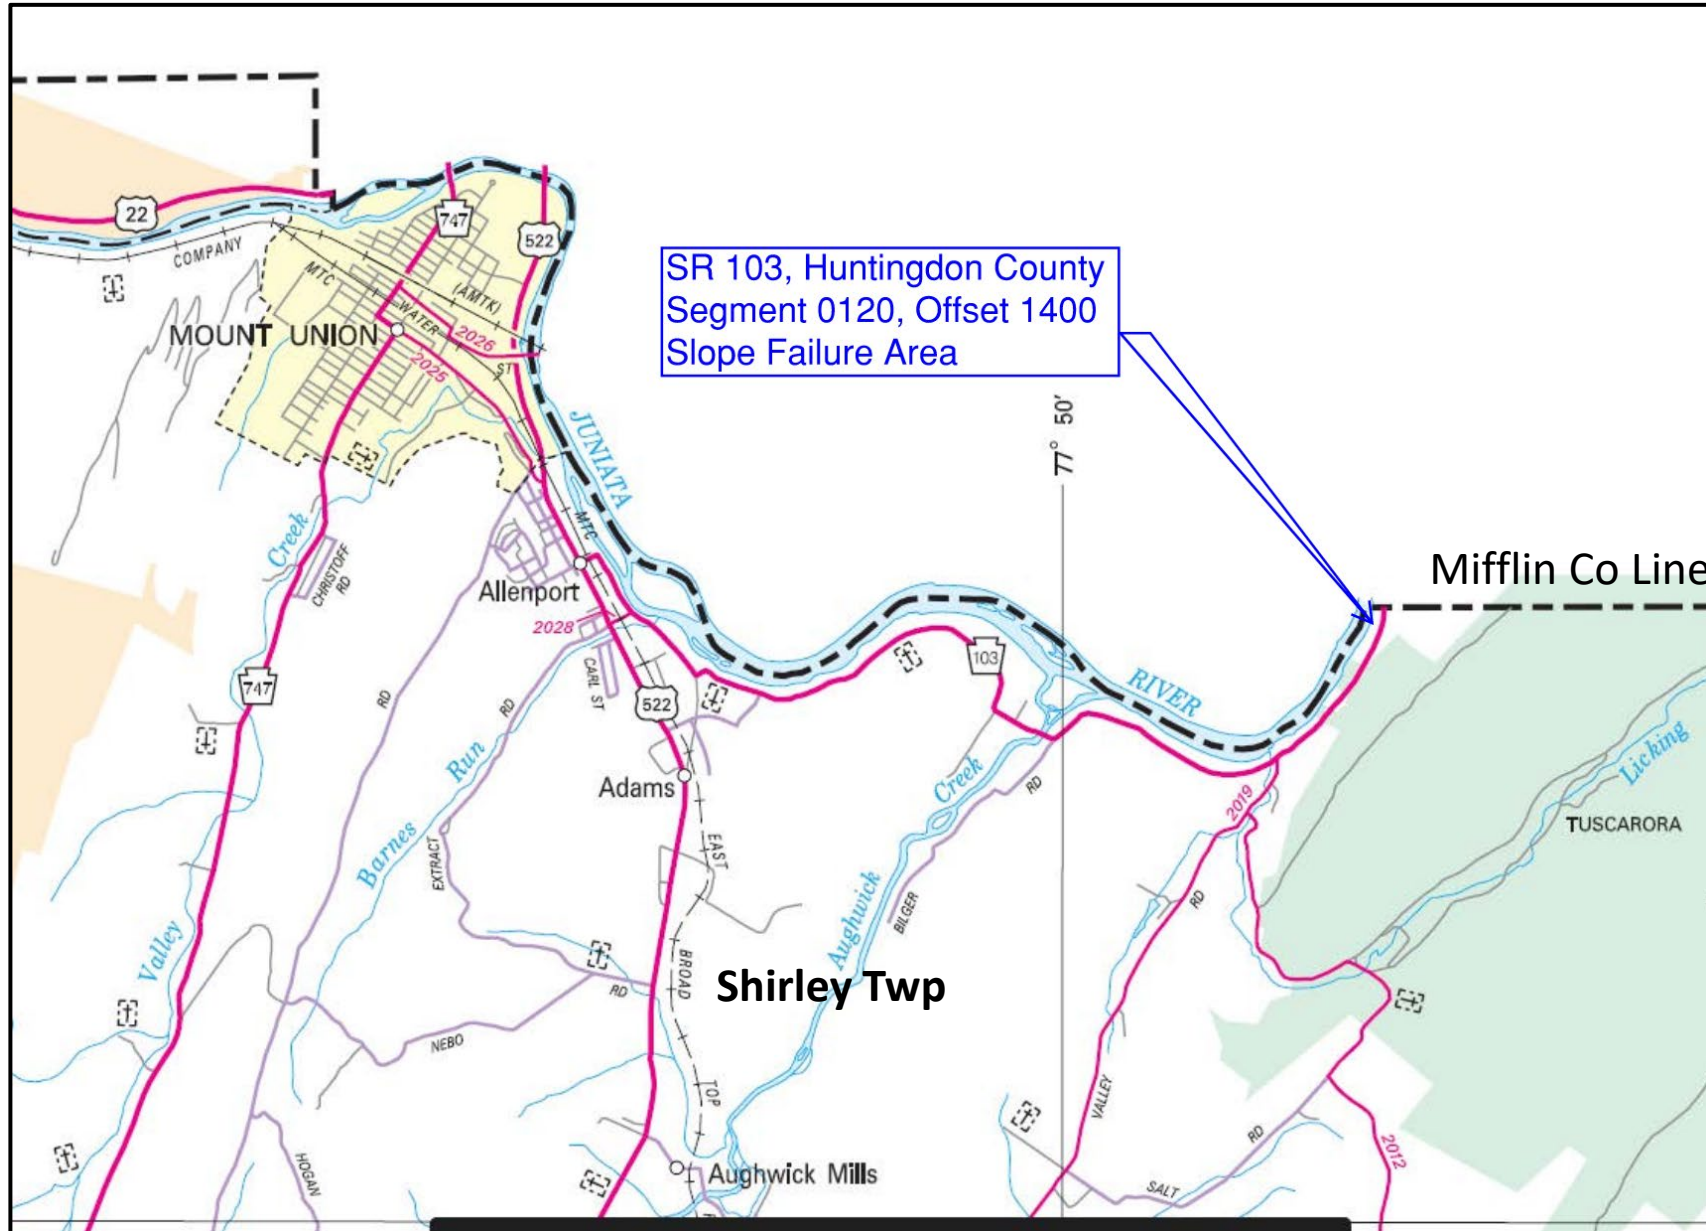 22
COMPANY
747
522
MTC
(AMTK)
WATER
2026
ST
MOUNT UNION
2025
SR 103, Huntingdon County
Segment 0120, Offset 1400
Slope Failure Area
JUNIATA
77° 50'
MTC
Creek
CHRISTOFF
RD
Allenport
2028
CARL ST
Mifflin Co Line
103
RIVER
747
RD
RD
522
Run
Adams
Creek
RD
2019
Licking
TUSCARORA
Barnes
EXTRACT
EAST
Aughwick
BILGER
RD
Valley
BROAD
RD
Shirley Twp
NEBO
TOP
VALLEY
RD
2012
HOGAN
Aughwick Mills
SALT